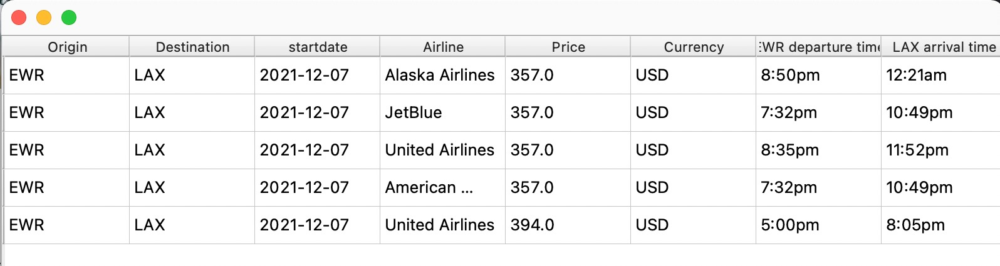 Origin Destination startdate Airline Price Currency EWR departure time LAX arrival time
EWR LAX 2021-12-07 Alaska Airlines 357.0 USD 8:50pm 12:21am
EWR LAX 2021-12-07 JetBlue 357.0 USD 7:32pm 10:49pm
EWR LAX 2021-12-07 United Airlines 357.0 USD 8:35pm 11:52pm
EWR LAX 2021-12-07 American ... 357.0 USD 7:32pm 10:49pm
EWR LAX 2021-12-07 United Airlines 394.0 USD 5:00pm 8:05pm